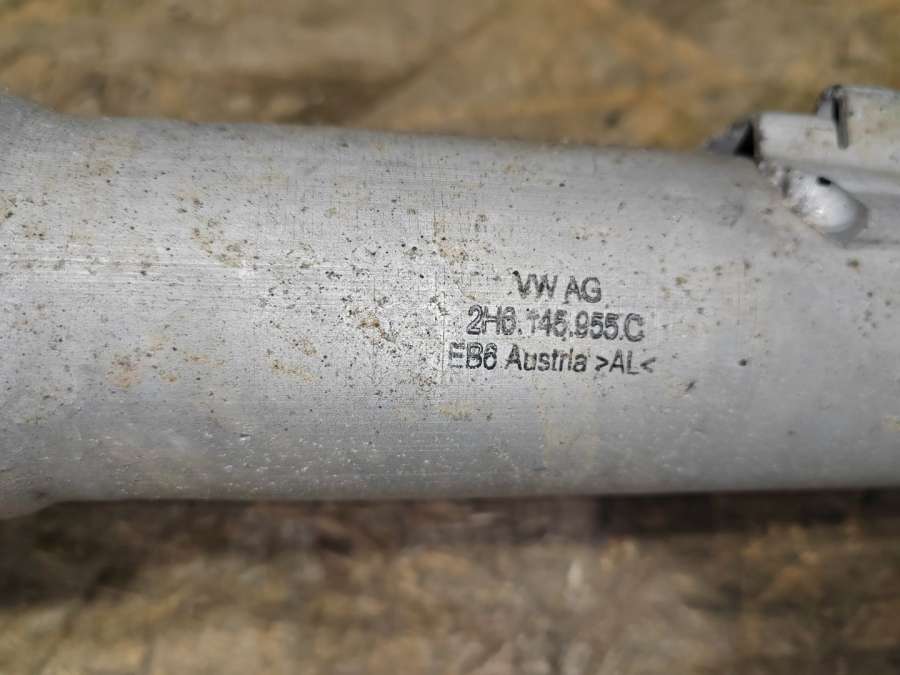 VW AG
2H6.145.955.C
EB6 Austria >AL<